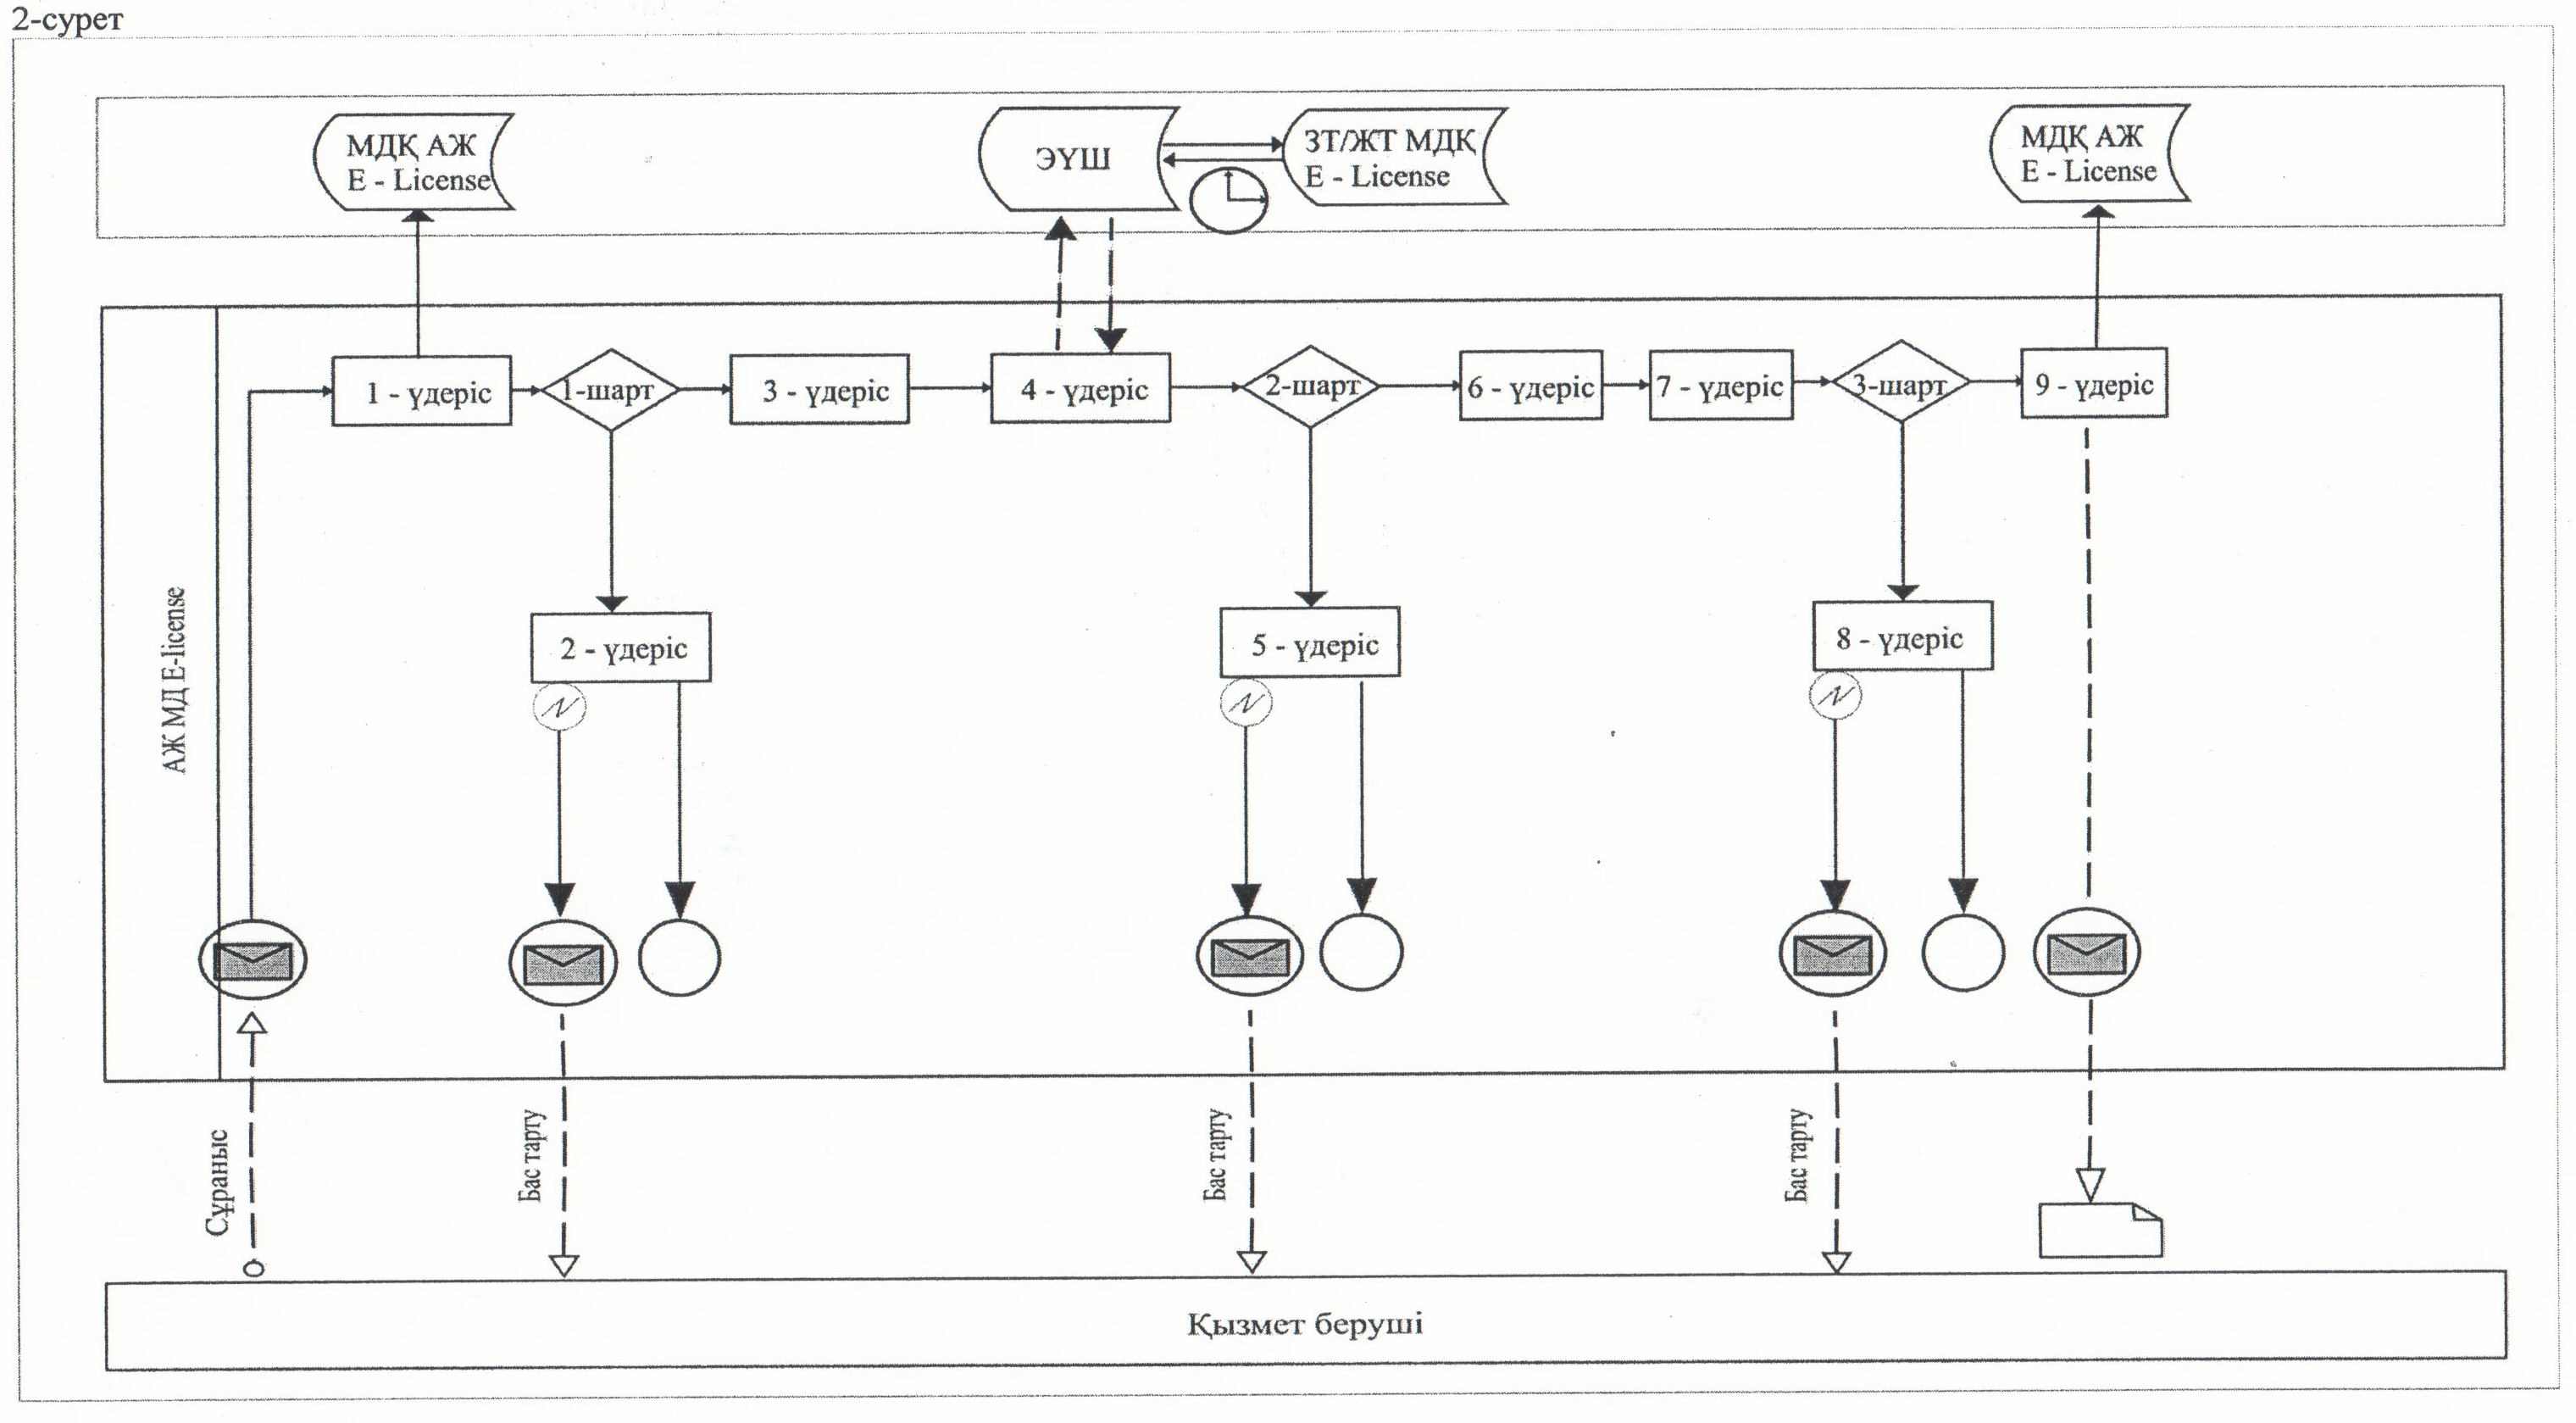 2-сурет
МДҚ АЖ
E - License
ЭҮШ
ЗТ/ЖТ МДҚ
E - License
МДҚ АЖ
E - License
1 - үдеріс
1-шарт
3 - үдеріс
4 - үдеріс
2-шарт
6 - үдеріс
7 - үдеріс
3-шарт
9 - үдеріс
2 - үдеріс
5 - үдеріс
8 - үдеріс
АЖ МД E-license
Сұраныс
Бас тарту
Бас тарту
Бас тарту
Қызмет беруші